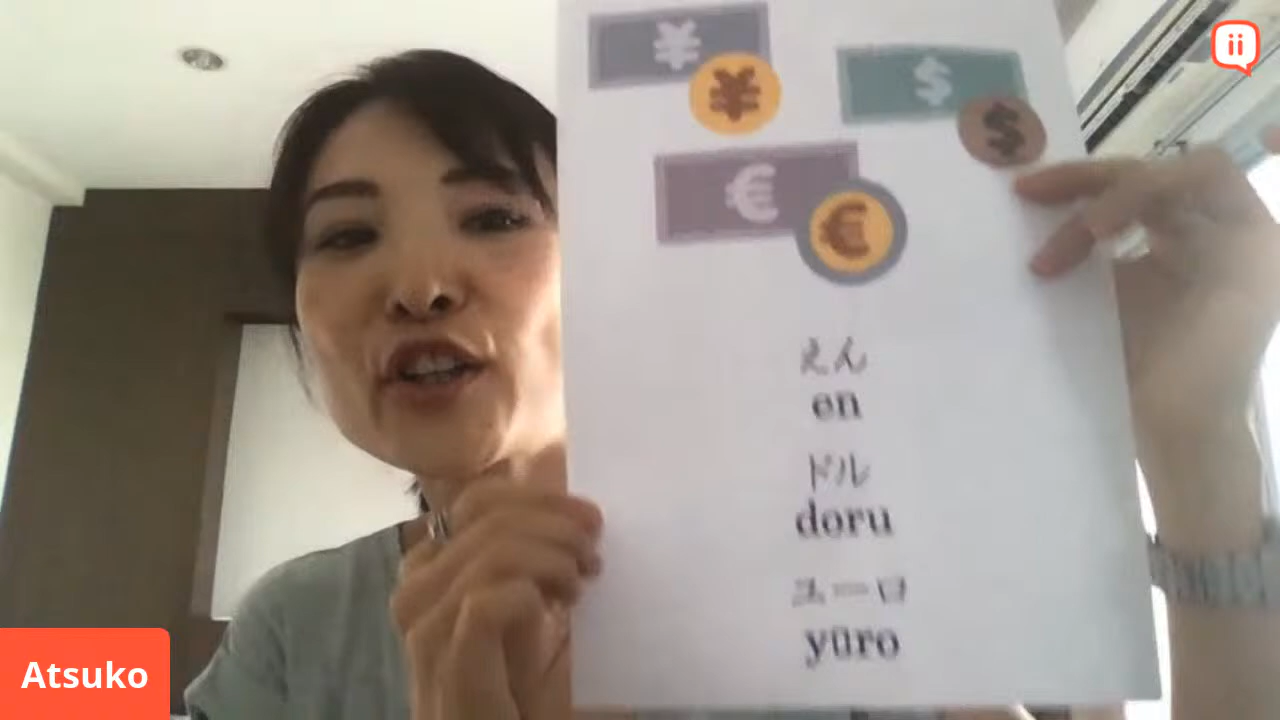 ii
¥
¥
$
$
€
€
えん
en
ドル
doru
ユーロ
yūro
Atsuko